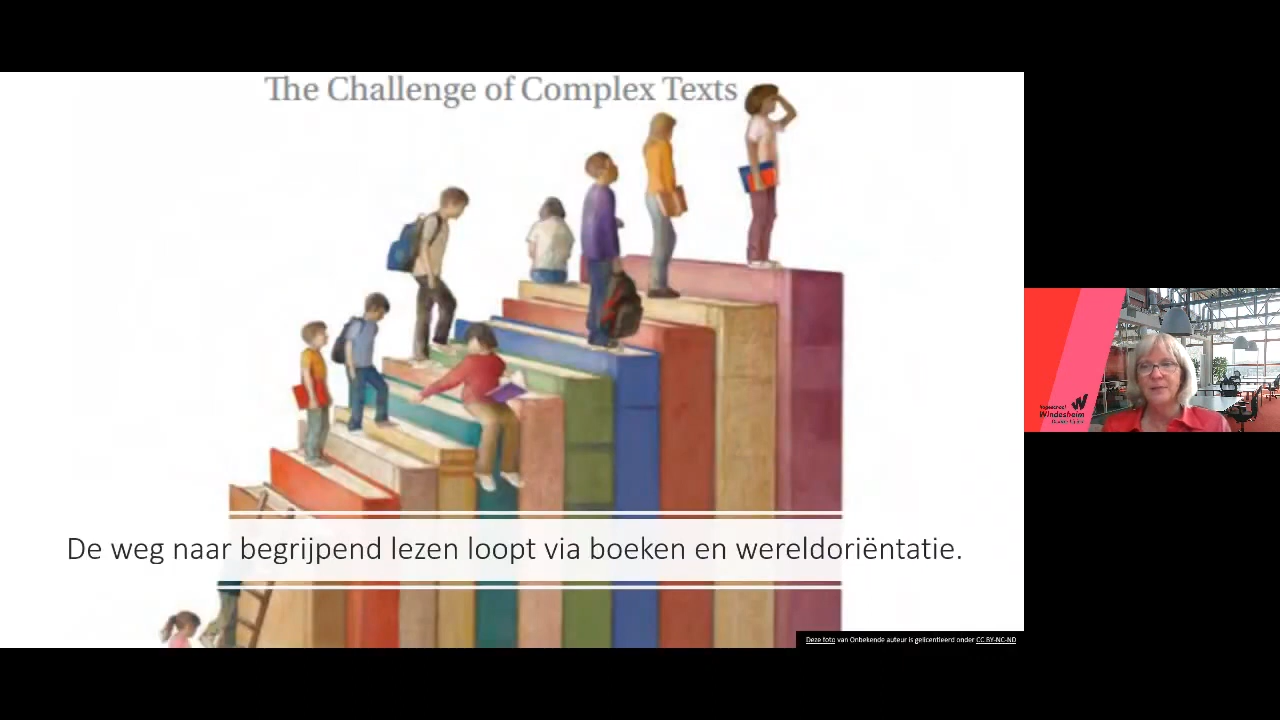 The Challenge of Complex Texts
De weg naar begrijpend lezen loopt via boeken en wereldoriëntatie.
Deze foto van Onbekende auteur is gelicentieerd onder CC BY-NC-ND
Hogeschool
Windesheim